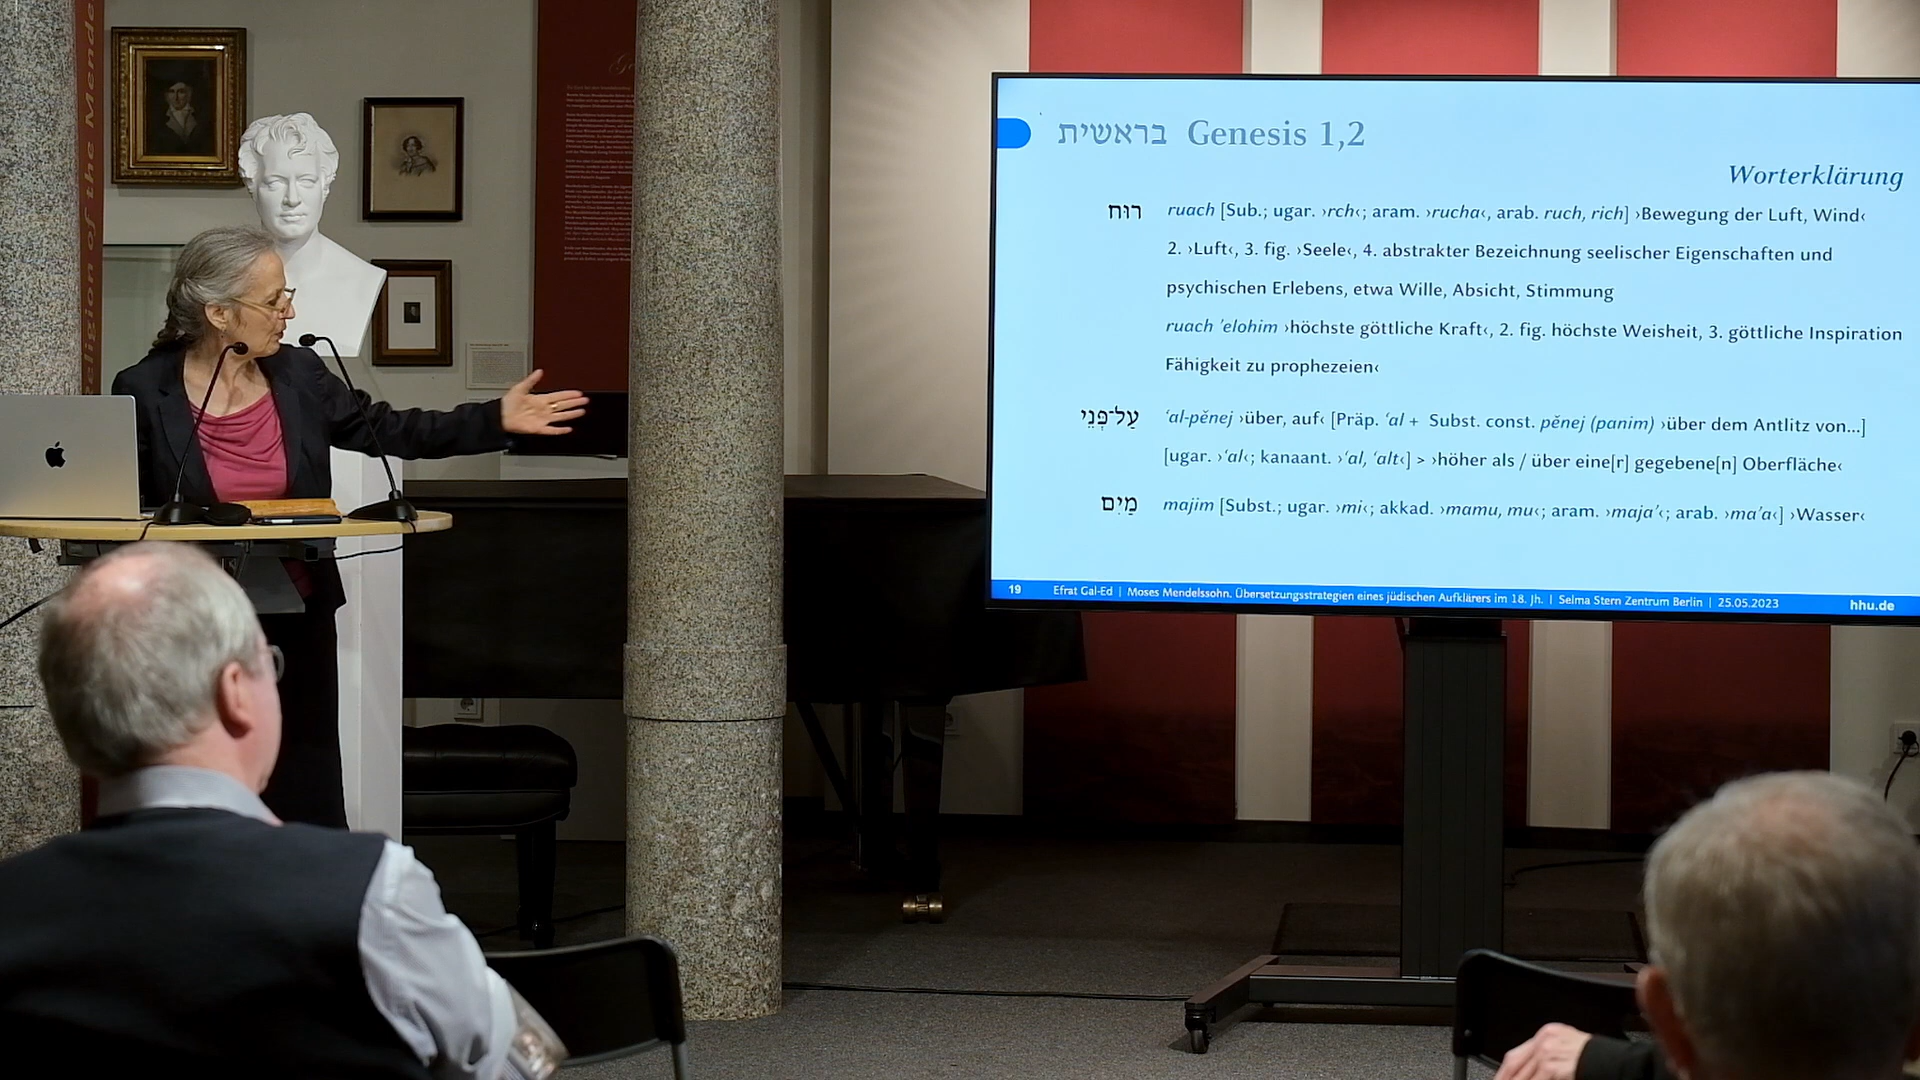 eligion of the Mende
בראשית Genesis 1,2
Worterklärung
רוח ruach [Sub.; ugar. ›rch‹; aram. ›rucha‹, arab. ruch, rich] ›Bewegung der Luft, Wind‹
2. ›Luft‹, 3. fig. ›Seele‹, 4. abstrakter Bezeichnung seelischer Eigenschaften und
psychischen Erlebens, etwa Wille, Absicht, Stimmung
ruach 'elohim ›höchste göttliche Kraft‹, 2. fig. höchste Weisheit, 3. göttliche Inspiration
Fähigkeit zu prophezeien‹
עַל־פְּנֵי ‘al-pĕnej ›über, auf‹ [Präp. ‘al + Subst. const. pĕnej (panim) ›über dem Antlitz von...]
[ugar. ›‘al‹; kanaant. ›‘al, ‘alt‹] > ›höher als / über eine[r] gegebene[n] Oberfläche‹
מַיִם majim [Subst.; ugar. ›mi‹; akkad. ›mamu, mu‹; aram. ›maja’‹; arab. ›ma’a‹] ›Wasser‹
19 Efrat Gal-Ed | Moses Mendelssohn. Übersetzungsstrategien eines jüdischen Aufklärers im 18. Jh. | Selma Stern Zentrum Berlin | 25.05.2023 hhu.de